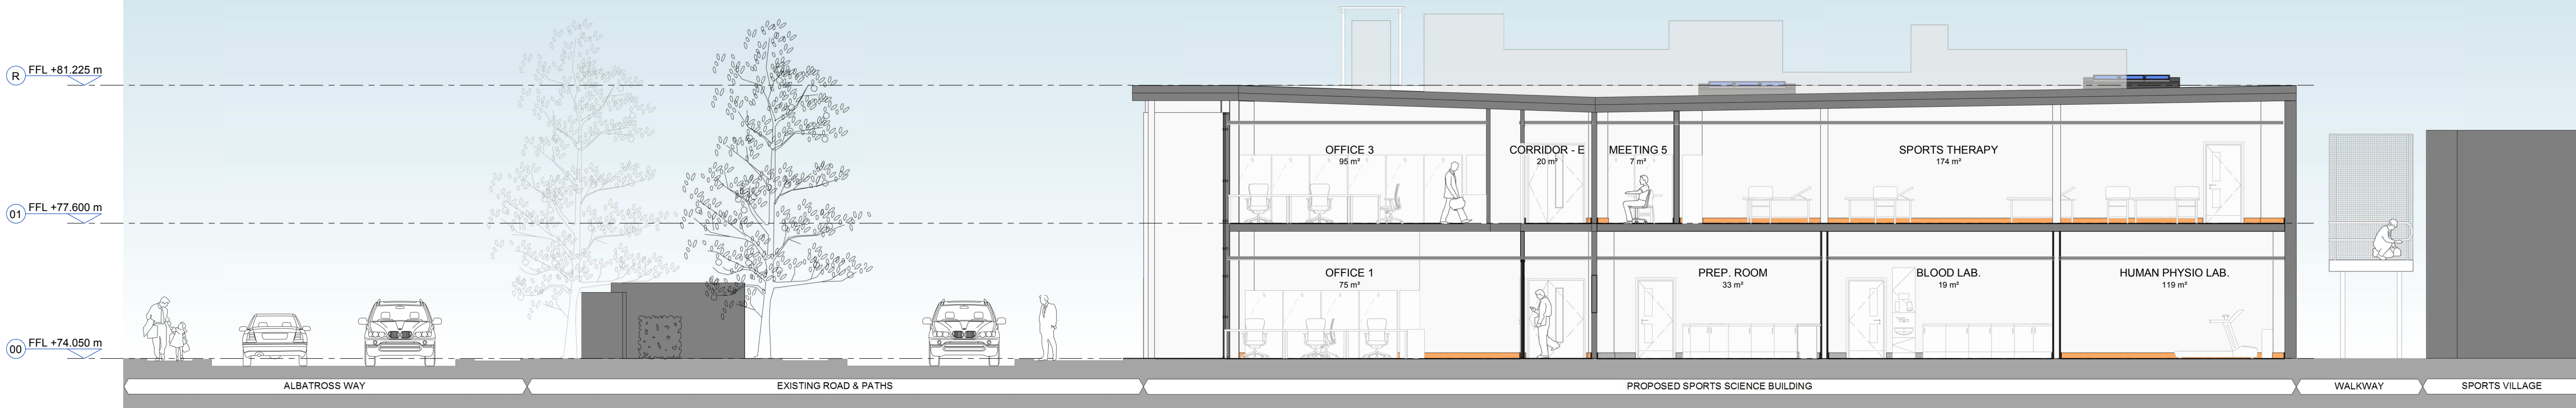 R FFL +81.225 m
01 FFL +77.600 m
00 FFL +74.050 m
OFFICE 3
95 m²
CORRIDOR - E
20 m²
MEETING 5
7 m²
SPORTS THERAPY
174 m²
OFFICE 1
75 m²
PREP. ROOM
33 m²
BLOOD LAB.
19 m²
HUMAN PHYSIO LAB.
119 m²
ALBATROSS WAY
EXISTING ROAD & PATHS
PROPOSED SPORTS SCIENCE BUILDING
WALKWAY
SPORTS VILLAGE